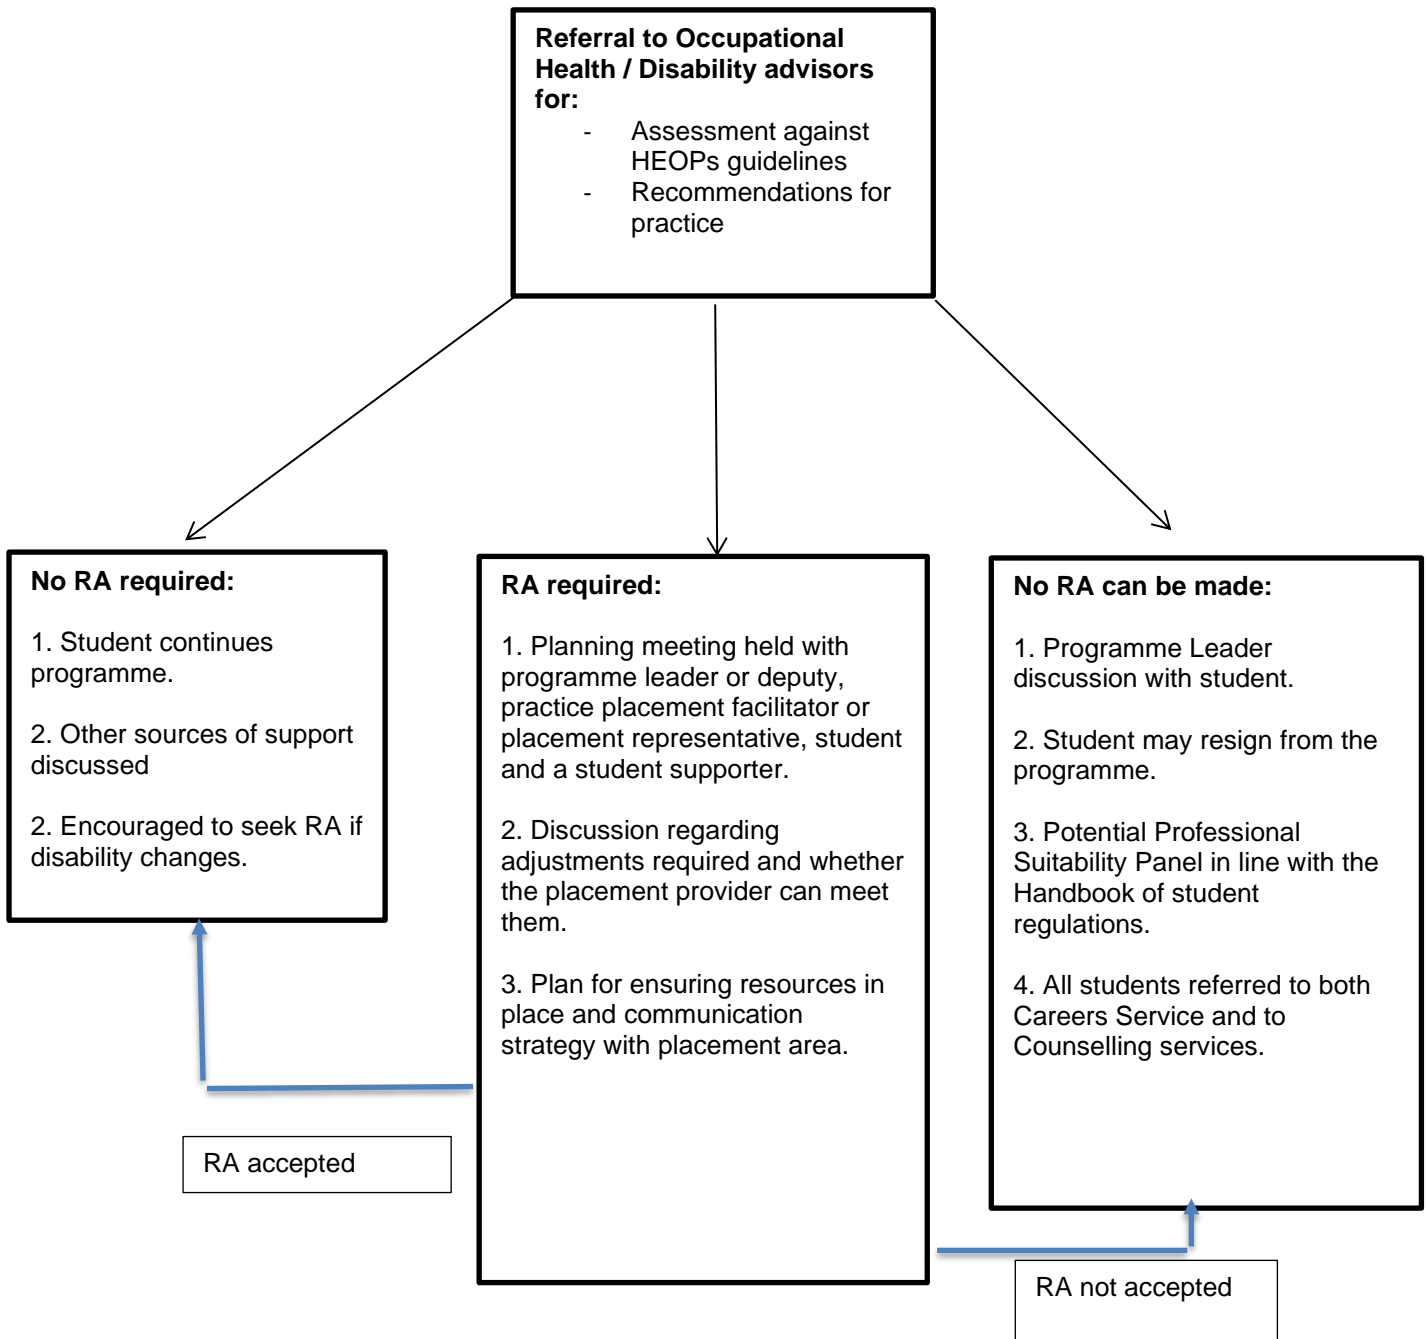 Referral to Occupational
Health / Disability advisors
for:
- Assessment against
HEOPs guidelines
- Recommendations for
practice
No RA required:
1. Student continues
programme.
2. Other sources of support
discussed
2. Encouraged to seek RA if
disability changes.
RA required:
1. Planning meeting held with
programme leader or deputy,
practice placement facilitator or
placement representative, student
and a student supporter.
2. Discussion regarding
adjustments required and whether
the placement provider can meet
them.
3. Plan for ensuring resources in
place and communication
strategy with placement area.
No RA can be made:
1. Programme Leader
discussion with student.
2. Student may resign from the
programme.
3. Potential Professional
Suitability Panel in line with the
Handbook of student
regulations.
4. All students referred to both
Careers Service and to
Counselling services.
RA accepted
RA not accepted